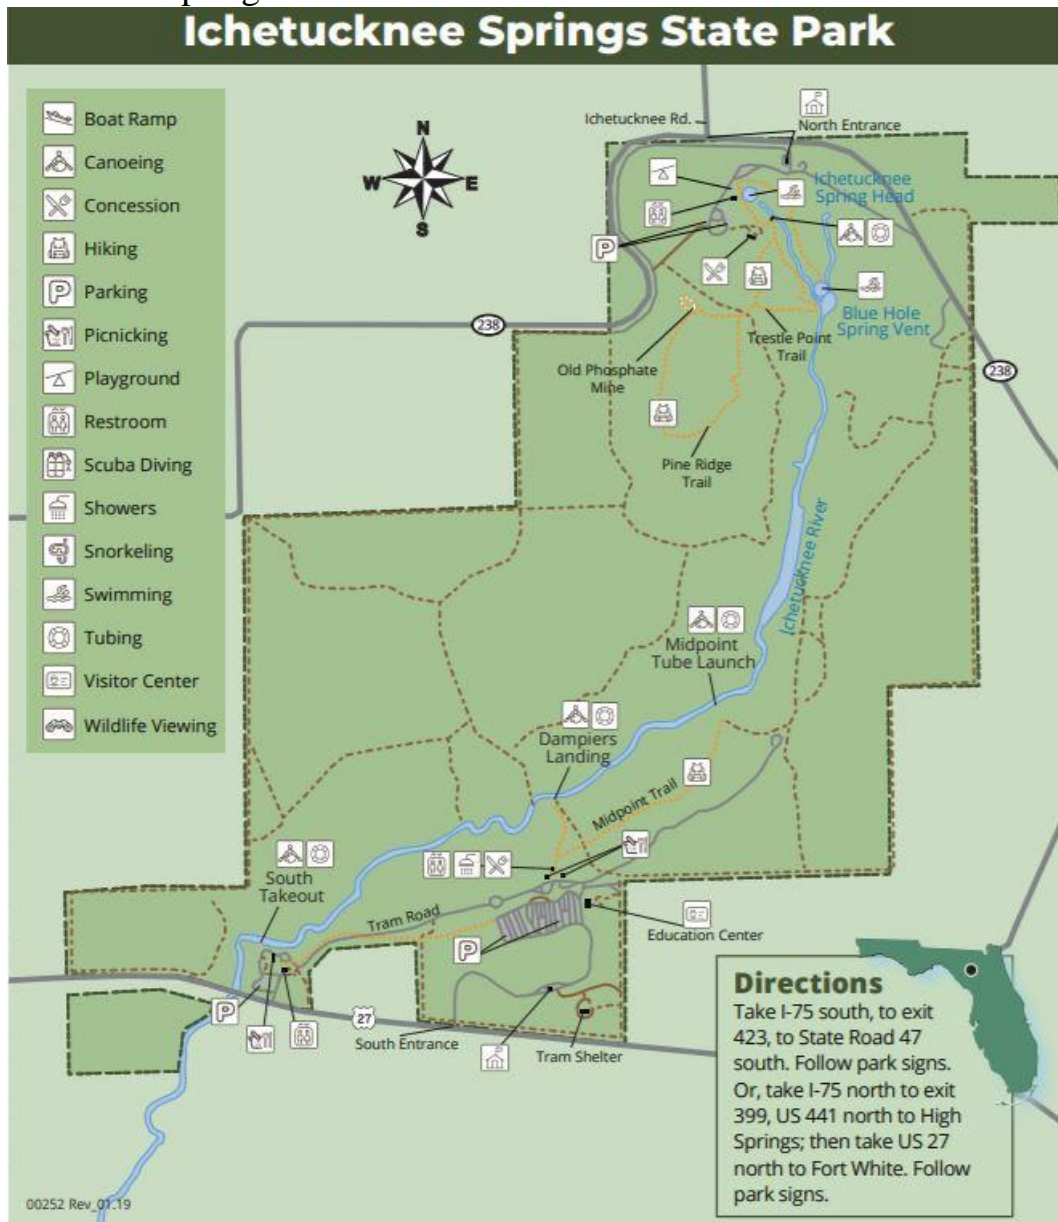 Ichetucknee Springs State Park
Boat Ramp
Canoeing
Concession
Hiking
P
Parking
Picnicking
Playground
Restroom
Scuba Diving
Showers
Snorkeling
Swimming
Tubing
Visitor Center
Wildlife Viewing
N
W
E
S
Ichetucknee Rd.
North Entrance
Ichetucknee
Spring Head
P
238
Blue Hole
Spring Vent
Trestle Point
Trail
Old Phosphate
Mine
238
Pine Ridge
Trail
Ichetucknee River
Midpoint
Tube Launch
Dampiers
Landing
Midpoint Trail
South
Takeout
Tram Road
P
Education Center
P
27
South Entrance
Tram Shelter
Directions
Take I-75 south, to exit
423, to State Road 47
south. Follow park signs.
Or, take I-75 north to exit
399, US 441 north to High
Springs; then take US 27
north to Fort White. Follow
park signs.
00252 Rev_01.19